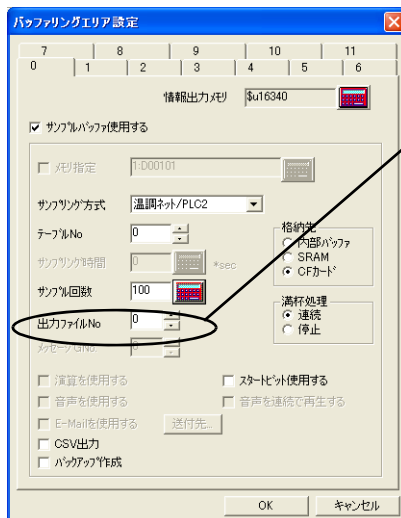 バッファリングエリア設定
7 8 9 10 11
0 1 2 3 4 5 6
情報出力メモリ $u16340
サンプルバッファ使用する
メモリ指定 1:D00101
サンプリング方式 温調ネット/PLC2
テーブルNo 0
サンプリング時間 0 *sec
サンプル回数 100
出力ファイルNo 0
メッセージGNo. 0
格納先
内部バッファ
SRAM
CFカード
満杯処理
連続
停止
演算を使用する スタートビット使用する
音声を使用する 音声を連続で再生する
E-Mailを使用する 送付先...
CSV出力
バックアップ作成
OK キャンセル